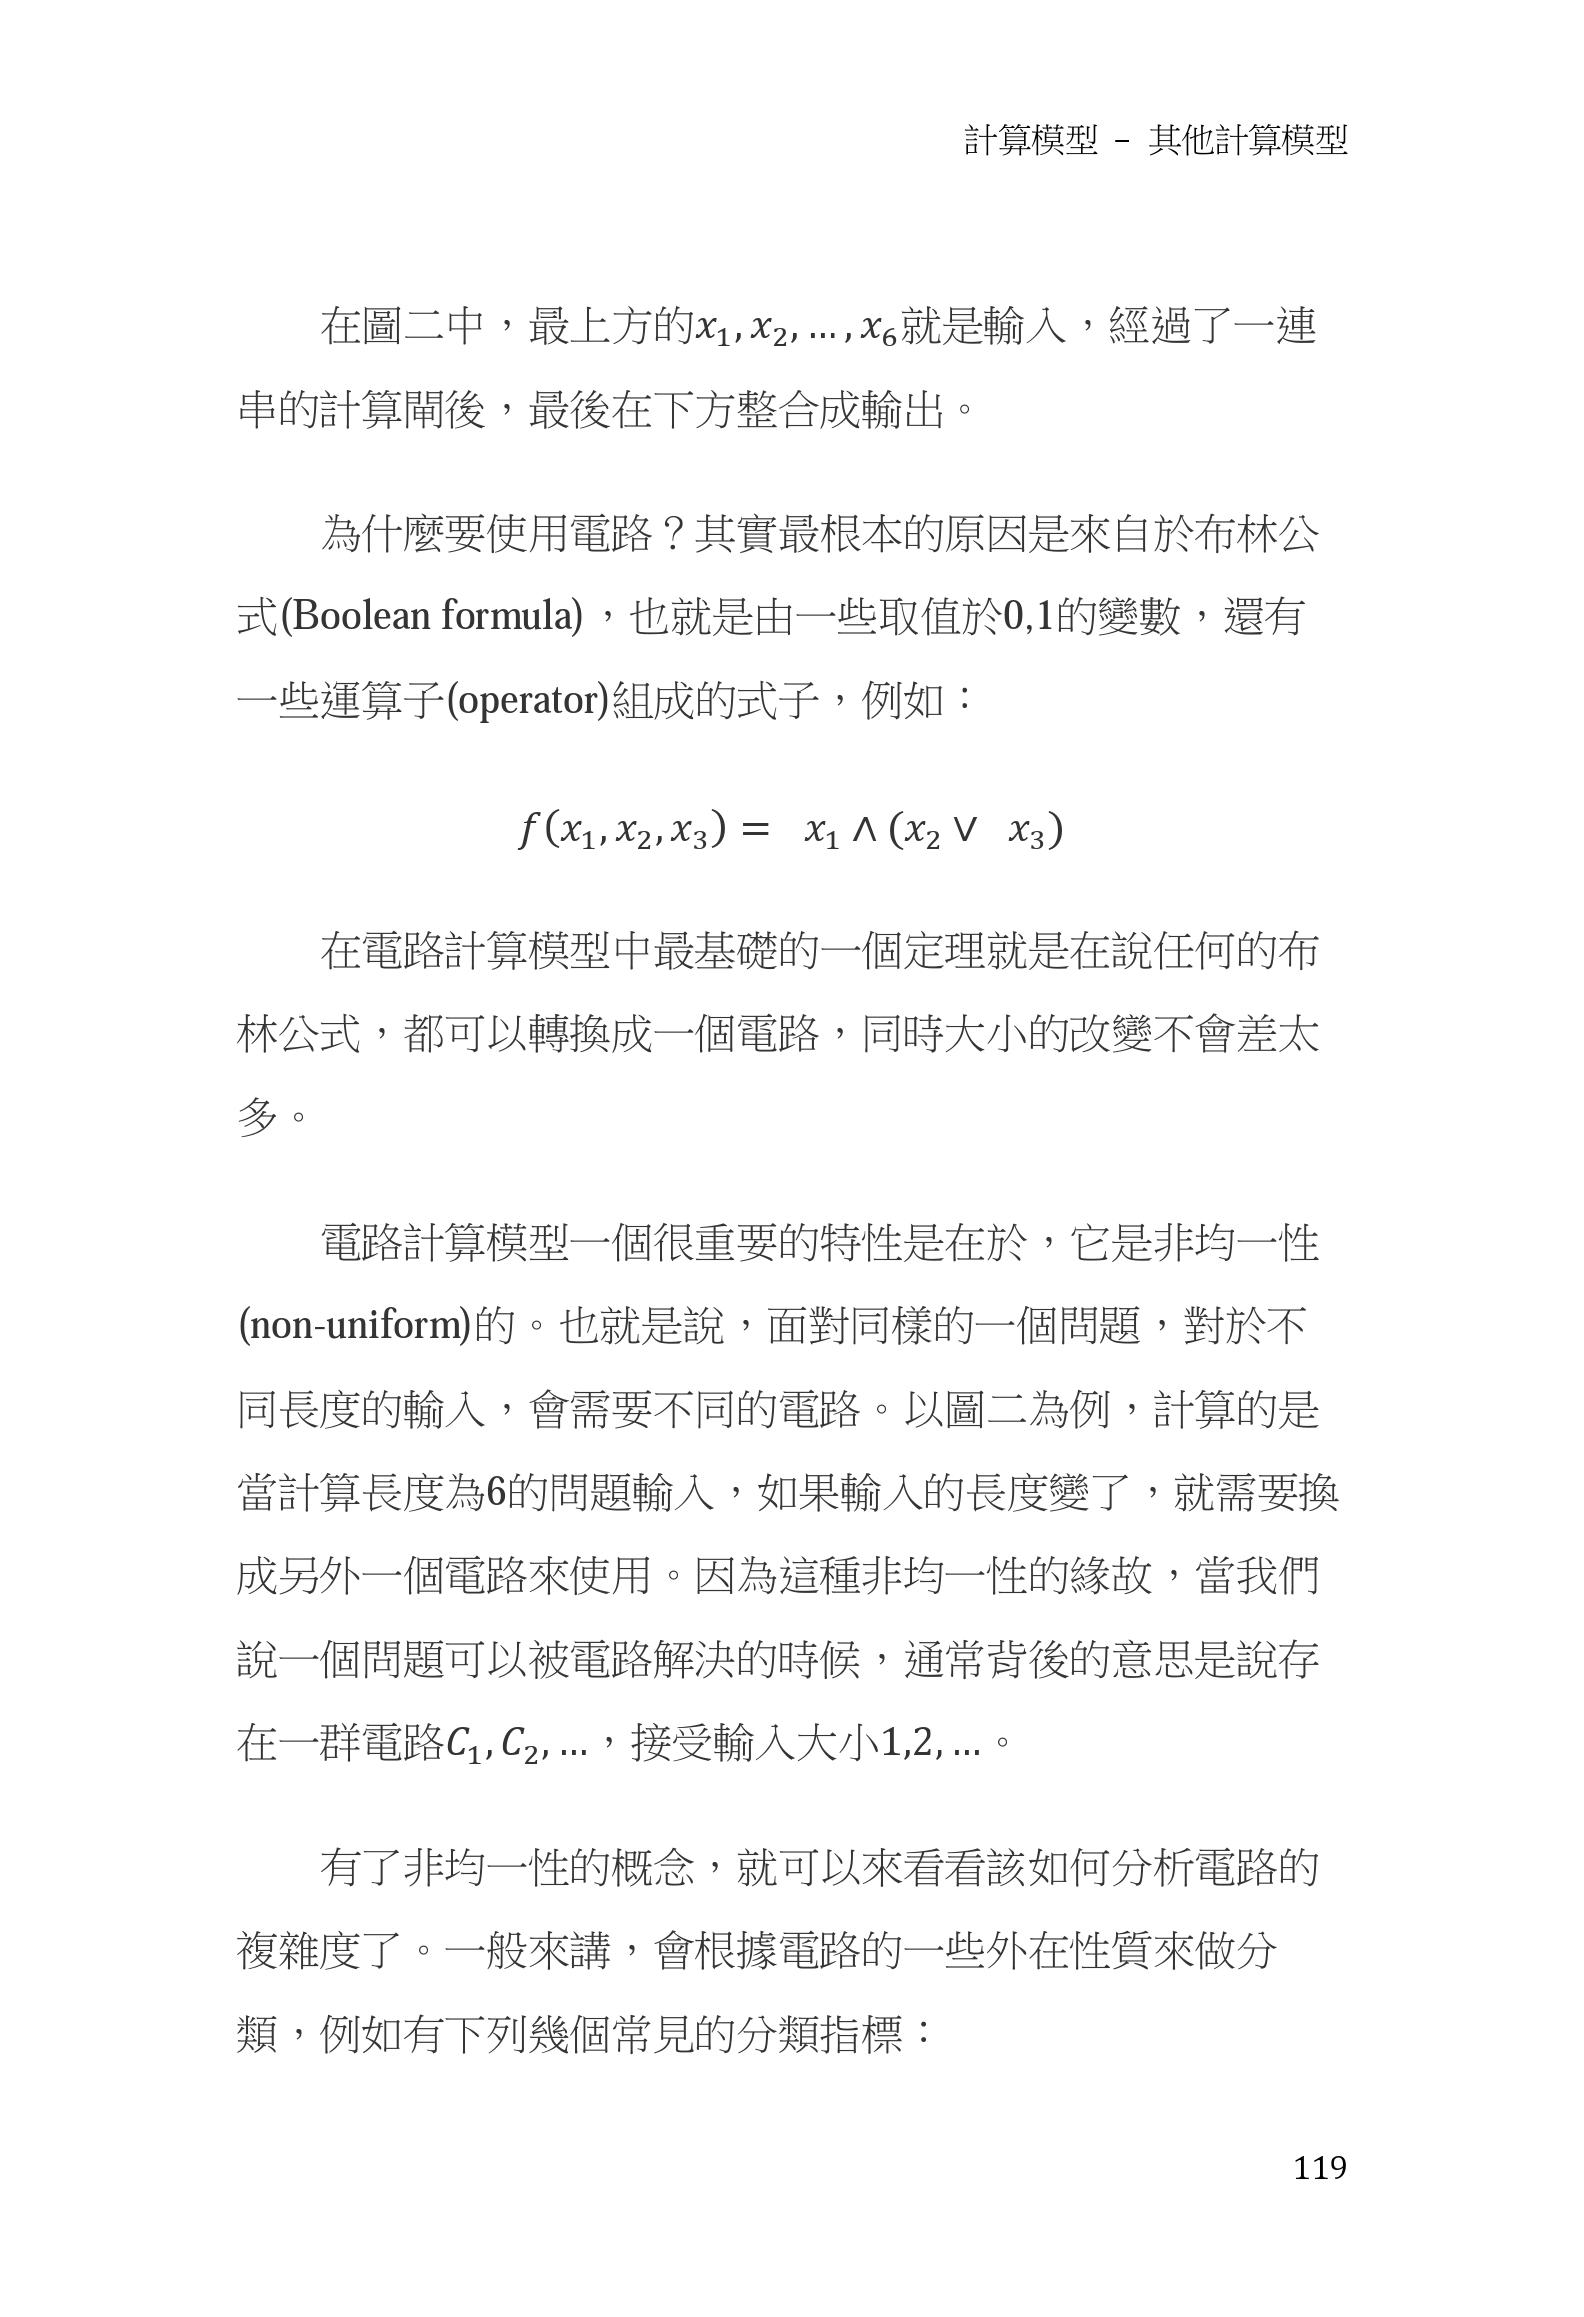 計算模型 – 其他計算模型
在圖二中，最上方的x₁, x₂, … , x₆就是輸入，經過了一連
串的計算閘後，最後在下方整合成輸出。
為什麼要使用電路？其實最根本的原因是來自於布林公
式(Boolean formula)，也就是由一些取值於0,1的變數，還有
一些運算子(operator)組成的式子，例如：
f(x₁, x₂, x₃) = x₁ ∧ (x₂ ∨ x₃)
在電路計算模型中最基礎的一個定理就是在說任何的布
林公式，都可以轉換成一個電路，同時大小的改變不會差太
多。
電路計算模型一個很重要的特性是在於，它是非均一性
(non-uniform)的。也就是說，面對同樣的一個問題，對於不
同長度的輸入，會需要不同的電路。以圖二為例，計算的是
當計算長度為6的問題輸入，如果輸入的長度變了，就需要換
成另外一個電路來使用。因為這種非均一性的緣故，當我們
說一個問題可以被電路解決的時候，通常背後的意思是說存
在一群電路C₁, C₂, …，接受輸入大小1,2, …。
有了非均一性的概念，就可以來看看該如何分析電路的
複雜度了。一般來講，會根據電路的一些外在性質來做分
類，例如有下列幾個常見的分類指標：
119